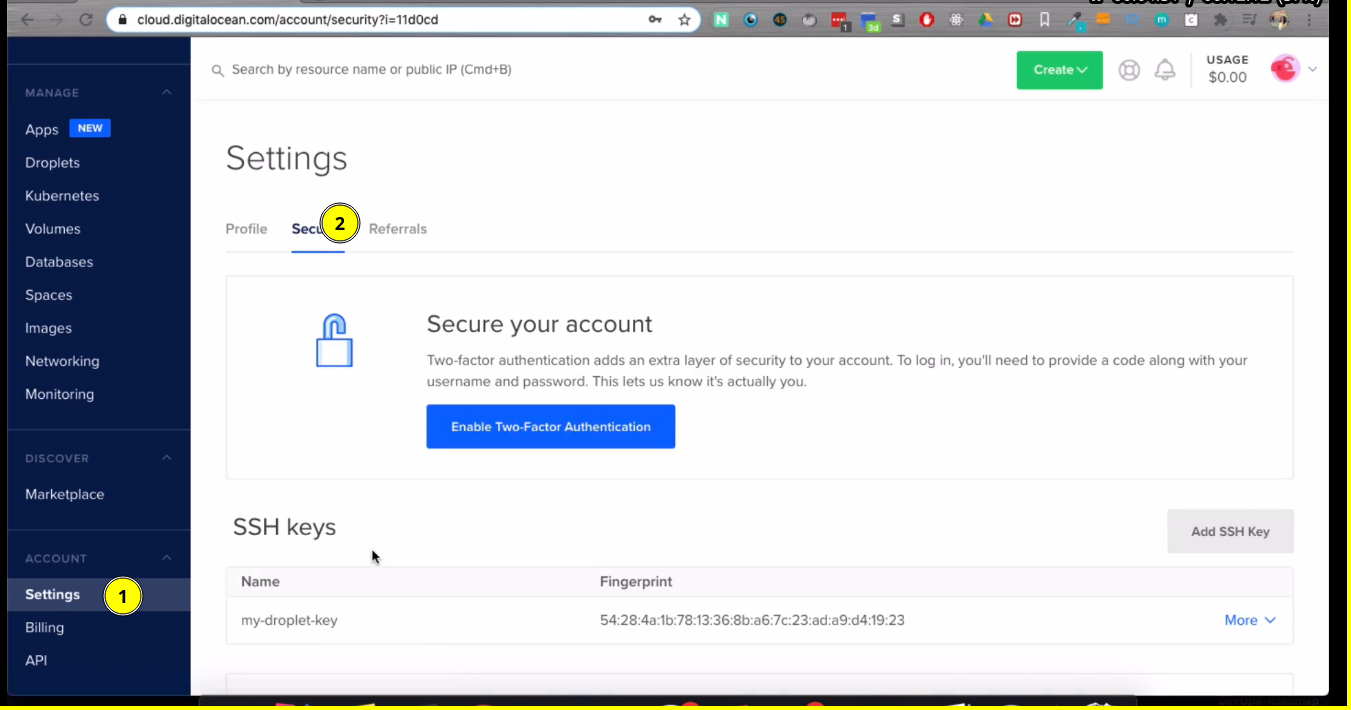 cloud.digitalocean.com/account/security?i=11d0cd
Search by resource name or public IP (Cmd+B)
Create
USAGE
$0.00
MANAGE
Apps NEW
Droplets
Kubernetes
Volumes
Databases
Spaces
Images
Networking
Monitoring
DISCOVER
Marketplace
ACCOUNT
Settings 1
Billing
API
Settings
Profile
Secu 2
Referrals
Secure your account
Two-factor authentication adds an extra layer of security to your account. To log in, you'll need to provide a code along with your
username and password. This lets us know it's actually you.
Enable Two-Factor Authentication
SSH keys
Add SSH Key
Name
Fingerprint
my-droplet-key
54:28:4a:1b:78:13:36:8b:a6:7c:23:ad:a9:d4:19:23
More